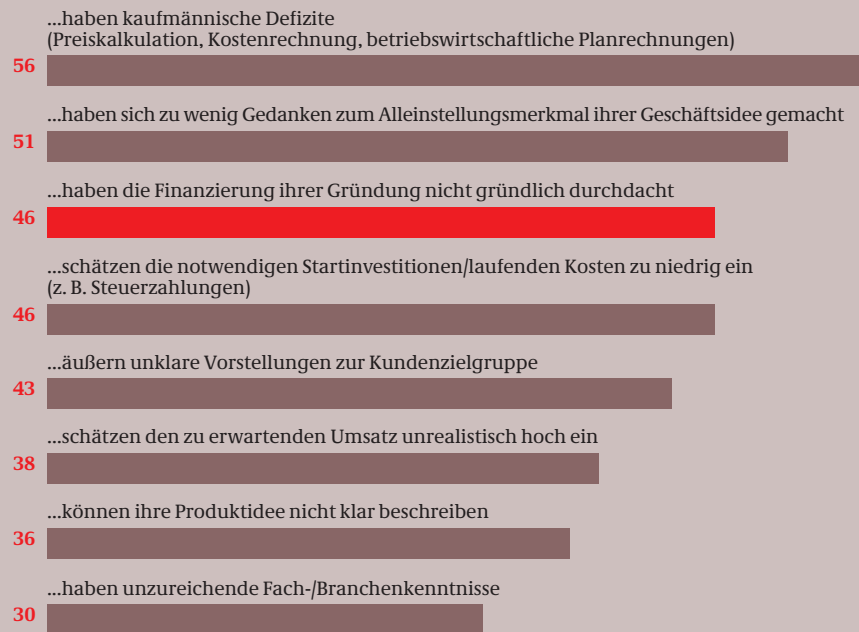 ...haben kaufmännische Defizite
(Preiskalkulation, Kostenrechnung, betriebswirtschaftliche Planrechnungen)
56
...haben sich zu wenig Gedanken zum Alleinstellungsmerkmal ihrer Geschäftsidee gemacht
51
...haben die Finanzierung ihrer Gründung nicht gründlich durchdacht
46
...schätzen die notwendigen Startinvestitionen/laufenden Kosten zu niedrig ein
(z. B. Steuerzahlungen)
46
...äußern unklare Vorstellungen zur Kundenzielgruppe
43
...schätzen den zu erwartenden Umsatz unrealistisch hoch ein
38
...können ihre Produktidee nicht klar beschreiben
36
...haben unzureichende Fach-/Branchenkenntnisse
30